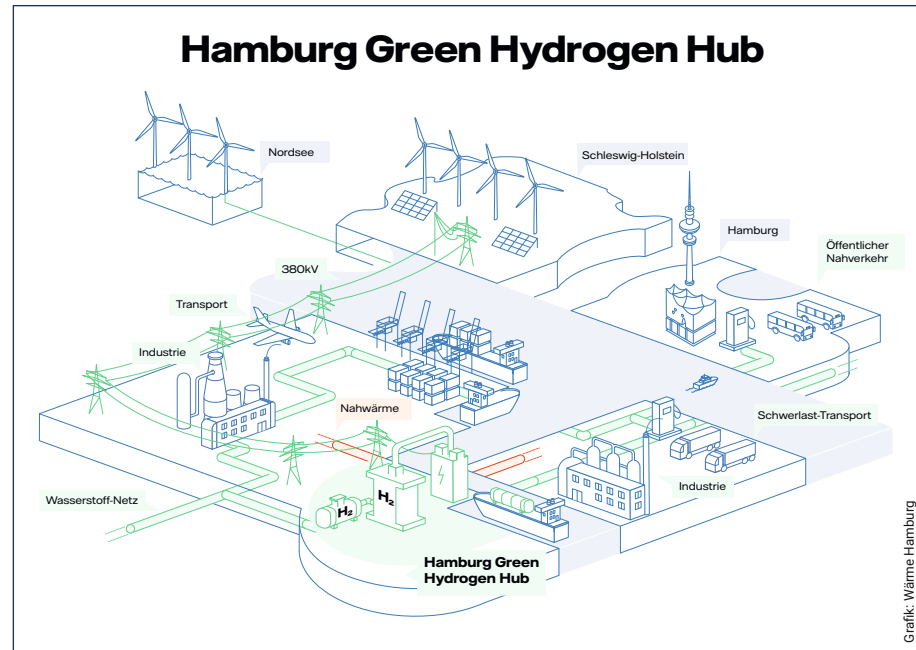 Hamburg Green Hydrogen Hub
Nordsee
Schleswig-Holstein
Hamburg
Öffentlicher
Nahverkehr
380kV
Transport
Industrie
Nahwärme
Schwerlast-Transport
Industrie
Wasserstoff-Netz
H₂
H₂
Hamburg Green
Hydrogen Hub
Grafik: Wärme Hamburg